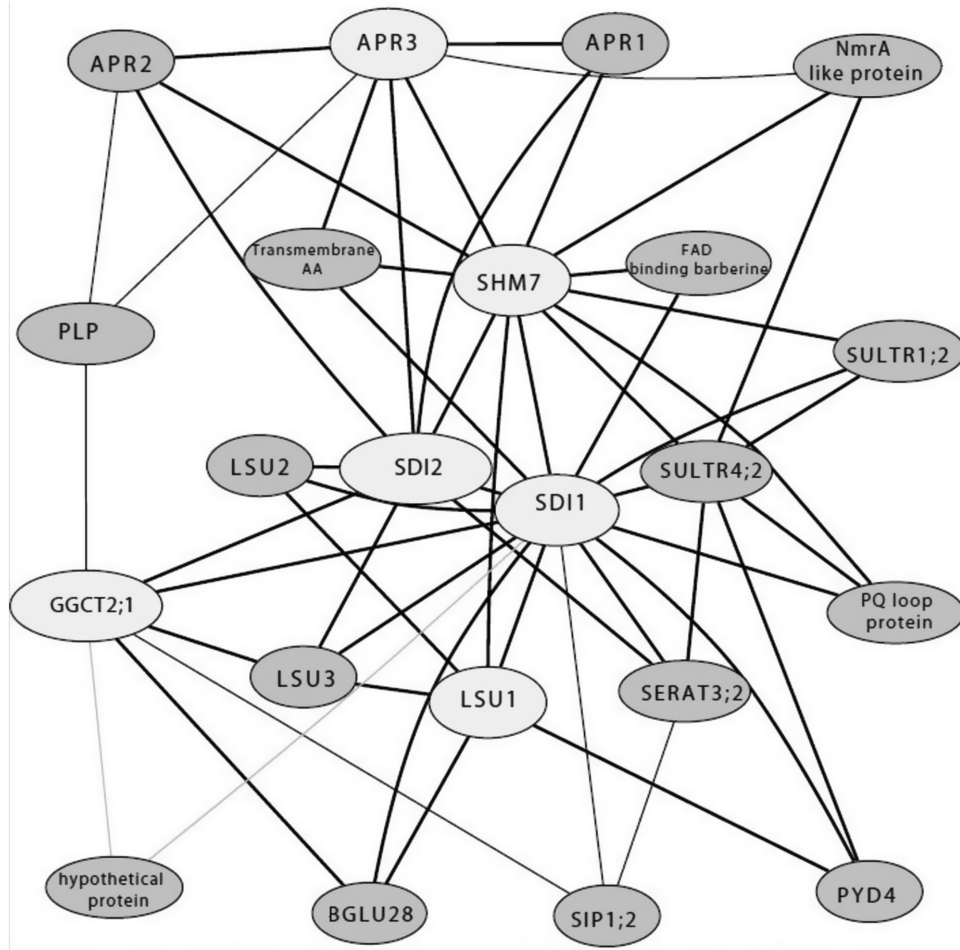 APR2
APR3
APR1
NmrA
like protein
Transmembrane
AA
SHM7
FAD
binding barberine
PLP
SULTR1;2
LSU2
SDI2
SDI1
SULTR4;2
GGCT2;1
PQ loop
protein
LSU3
LSU1
SERAT3;2
hypothetical
protein
BGLU28
SIP1;2
PYD4